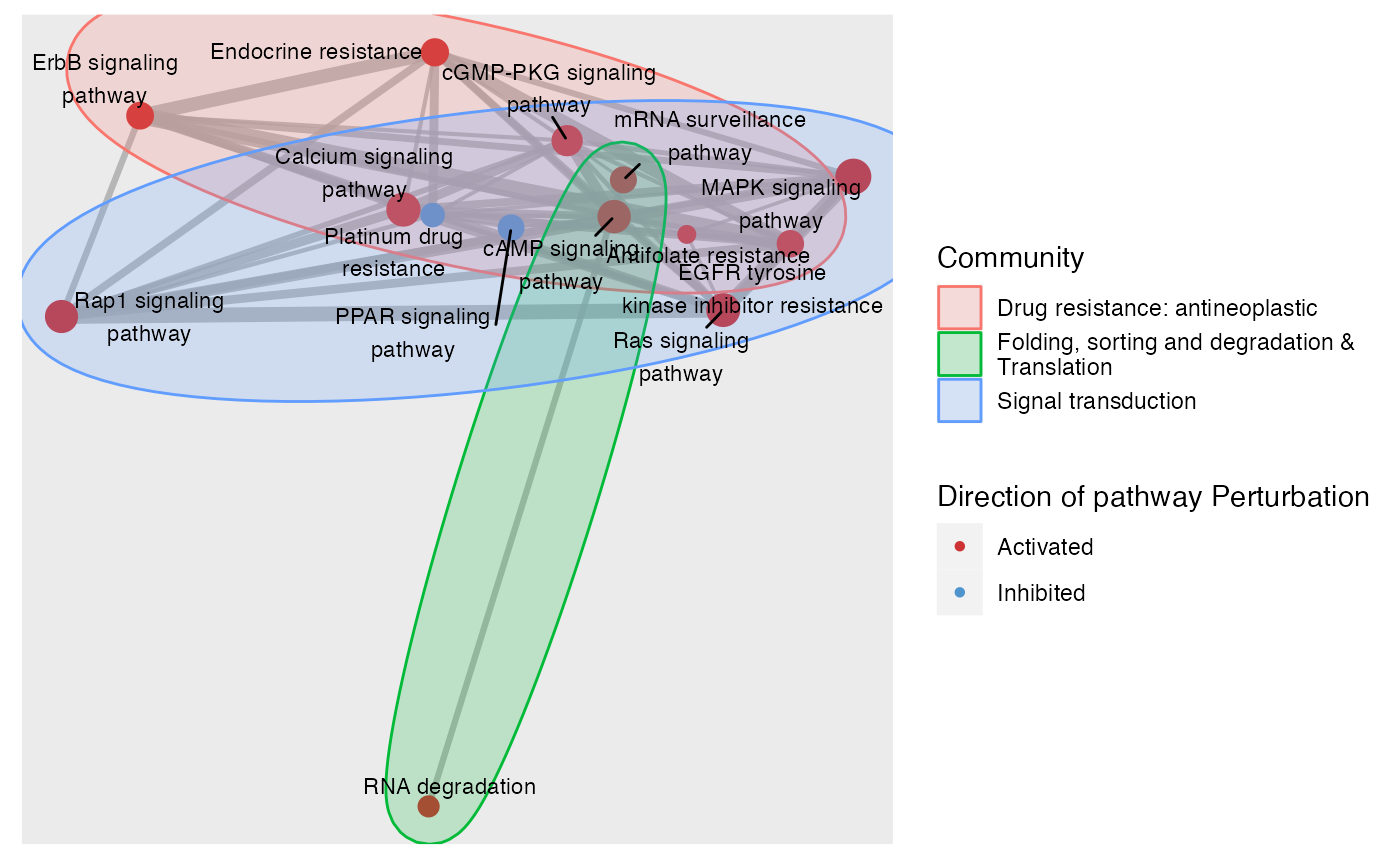 Endocrine resistance
ErbB signaling
pathway
cGMP-PKG signaling
pathway
mRNA surveillance
pathway
Calcium signaling
pathway
MAPK signaling
pathway
Platinum drug
resistance
cAMP signaling
pathway
Antifolate resistance
EGFR tyrosine
kinase inhibitor resistance
Rap1 signaling
pathway
PPAR signaling
pathway
Ras signaling
pathway
RNA degradation
Community
Drug resistance: antineoplastic
Folding, sorting and degradation &
Translation
Signal transduction
Direction of pathway Perturbation
Activated
Inhibited